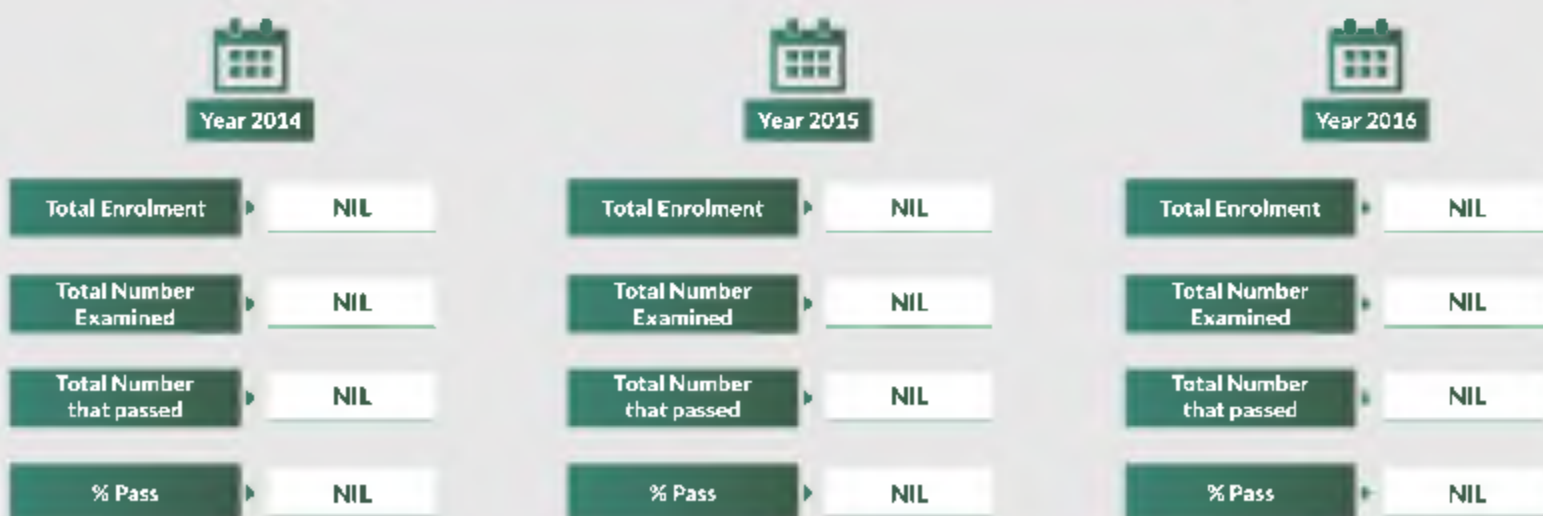 Year 2014
Total Enrolment NIL
Total Number
Examined
NIL
Total Number
that passed
NIL
% Pass NIL
Year 2015
Total Enrolment NIL
Total Number
Examined
NIL
Total Number
that passed
NIL
% Pass NIL
Year 2016
Total Enrolment NIL
Total Number
Examined
NIL
Total Number
that passed
NIL
% Pass NIL